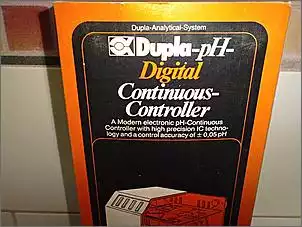 Dupla-Analytical-System
Dupla-pH-
Digital
Continuous-
Controller
A Modern electronic pH-Continuous
Controller with high precision IC techno-
logy and a control accuracy of ± 0,05 pH